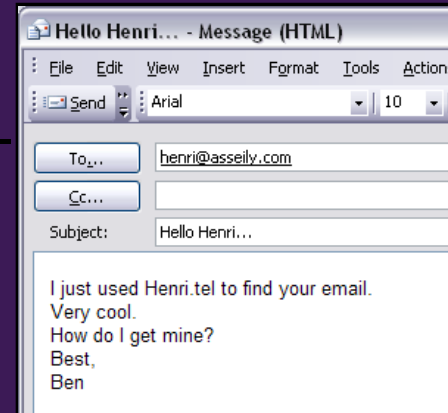 Hello Henri... - Message (HTML)
File Edit View Insert Format Tools Action
Send Arial 10
To... henri@asseily.com
Cc...
Subject: Hello Henri...
I just used Henri.tel to find your email.
Very cool.
How do I get mine?
Best,
Ben